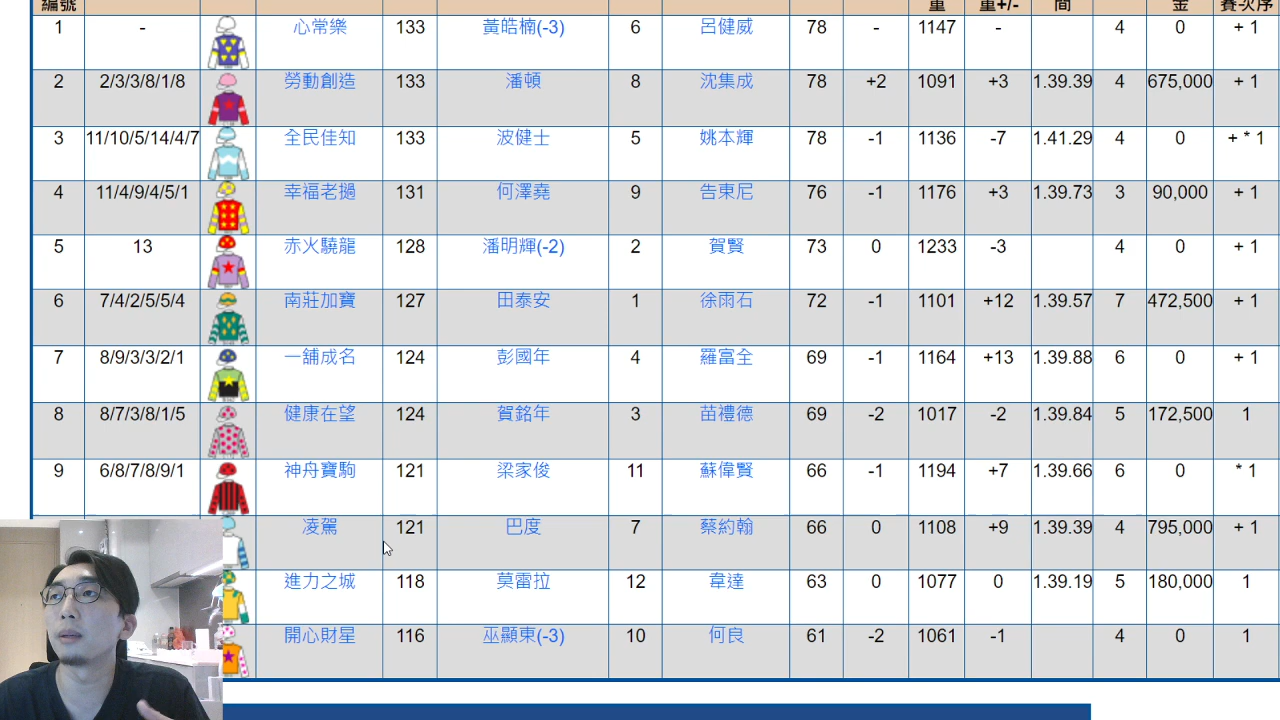 編號 重 重+/- 間 金 賽次序
1 - 心常樂 133 黃皓楠(-3) 6 呂健威 78 - 1147 - 4 0 + 1
2 2/3/3/8/1/8 勞動創造 133 潘頓 8 沈集成 78 +2 1091 +3 1.39.39 4 675,000 + 1
3 11/10/5/14/4/7 全民佳知 133 波健士 5 姚本輝 78 -1 1136 -7 1.41.29 4 0 + * 1
4 11/4/9/4/5/1 幸福老撾 131 何澤堯 9 告東尼 76 -1 1176 +3 1.39.73 3 90,000 + 1
5 13 赤火驍龍 128 潘明輝(-2) 2 賀賢 73 0 1233 -3 4 0 + 1
6 7/4/2/5/5/4 南莊加寶 127 田泰安 1 徐雨石 72 -1 1101 +12 1.39.57 7 472,500 + 1
7 8/9/3/3/2/1 一舖成名 124 彭國年 4 羅富全 69 -1 1164 +13 1.39.88 6 0 + 1
8 8/7/3/8/1/5 健康在望 124 賀銘年 3 苗禮德 69 -2 1017 -2 1.39.84 5 172,500 1
9 6/8/7/8/9/1 神舟寶駒 121 梁家俊 11 蘇偉賢 66 -1 1194 +7 1.39.66 6 0 * 1
凌駕 121 巴度 7 蔡約翰 66 0 1108 +9 1.39.39 4 795,000 + 1
進力之城 118 莫雷拉 12 韋達 63 0 1077 0 1.39.19 5 180,000 1
開心財星 116 巫顯東(-3) 10 何良 61 -2 1061 -1 4 0 1